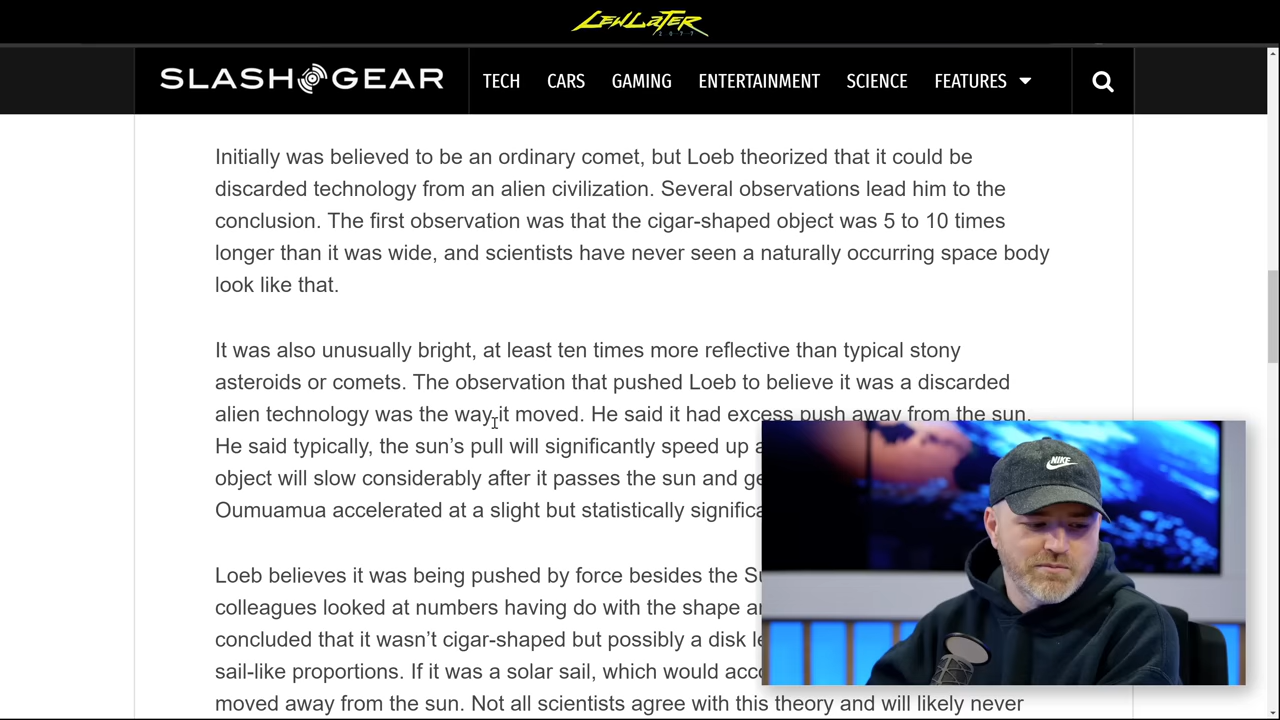 LEWLATER
2077
SLASH GEAR
TECH CARS GAMING ENTERTAINMENT SCIENCE FEATURES
Initially was believed to be an ordinary comet, but Loeb theorized that it could be
discarded technology from an alien civilization. Several observations lead him to the
conclusion. The first observation was that the cigar-shaped object was 5 to 10 times
longer than it was wide, and scientists have never seen a naturally occurring space body
look like that.
It was also unusually bright, at least ten times more reflective than typical stony
asteroids or comets. The observation that pushed Loeb to believe it was a discarded
alien technology was the way it moved. He said it had excess push away from the sun.
He said typically, the sun's pull will significantly speed up
object will slow considerably after it passes the sun and
Oumuamua accelerated at a slight but statistically
Loeb believes it was being pushed by force besides the
colleagues looked at numbers having do with the shape
concluded that it wasn't cigar-shaped but possibly a disk
sail-like proportions. If it was a solar sail, which would
moved away from the sun. Not all scientists agree with this theory and will likely never
NIKE